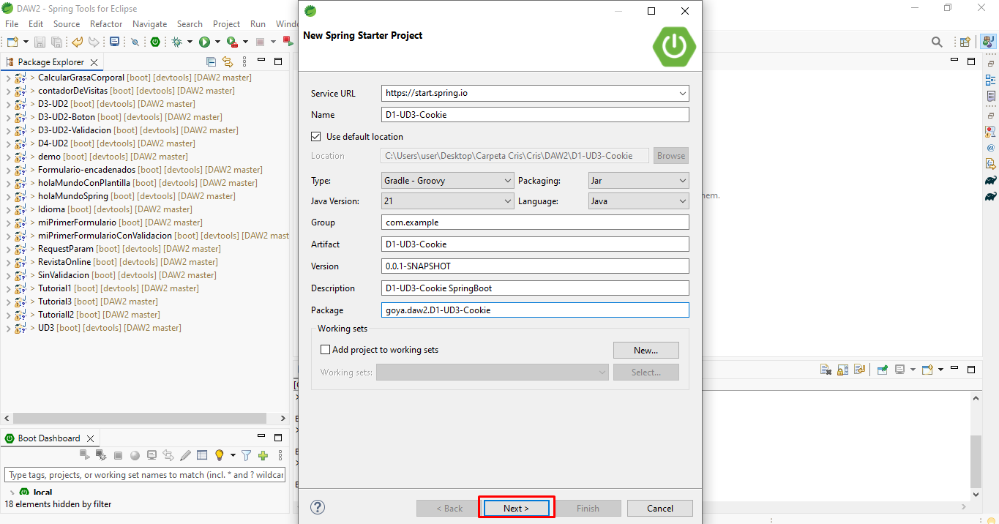 DAW2 - Spring Tools for Eclipse
File Edit Source Refactor Navigate Search Project Run
Package Explorer
> CalcularGrasaCorporal [boot] [devtools] [DAW2 master]
> contadorDeVisitas [boot] [devtools] [DAW2 master]
> D3-UD2 [boot] [devtools] [DAW2 master]
> D3-UD2-Boton [boot] [devtools] [DAW2 master]
> D3-UD2-Validacion [boot] [devtools] [DAW2 master]
> D4-UD2 [boot] [devtools] [DAW2 master]
> demo [boot] [devtools] [DAW2 master]
> Formulario-encadenados [boot] [devtools] [DAW2 master]
> holaMundoConPlantilla [boot] [devtools] [DAW2 master]
> holaMundoSpring [boot] [devtools] [DAW2 master]
> Idioma [boot] [devtools] [DAW2 master]
> miPrimerFormulario [boot] [DAW2 master]
> miPrimerFormularioConValidacion [boot] [devtools] [DAW2 mast
> RequestParam [boot] [devtools] [DAW2 master]
> RevistaOnline [boot] [devtools] [DAW2 master]
> SinValidacion [boot] [devtools] [DAW2 master]
> Tutorial1 [boot] [devtools] [DAW2 master]
> Tutorial3 [boot] [DAW2 master]
> Tutorial2 [boot] [DAW2 master]
> UD3 [boot] [devtools] [DAW2 master]
Boot Dashboard
Type tags, projects, or working set names to match (incl. * and ? wildcar
local
18 elements hidden by filter
New Spring Starter Project
Service URL https://start.spring.io
Name D1-UD3-Cookie
Use default location
Location C:\Users\user\Desktop\Carpeta Cris\Cris\DAW2\D1-UD3-Cookie Browse
Type: Gradle - Groovy Packaging: Jar
Java Version: 21 Language: Java
Group com.example
Artifact D1-UD3-Cookie
Version 0.0.1-SNAPSHOT
Description D1-UD3-Cookie SpringBoot
Package goya.daw2.D1-UD3-Cookie
Working sets
Add project to working sets New...
Working sets: Select...
< Back Next > Finish Cancel
hem.